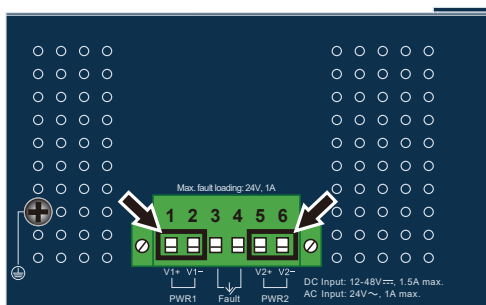 Max. fault loading: 24V, 1A
1 2 3 4 5 6
V1+ V1− V2+ V2−
PWR1 Fault PWR2
DC Input: 12-48V⎓, 1.5A max.
AC Input: 24V～, 1A max.